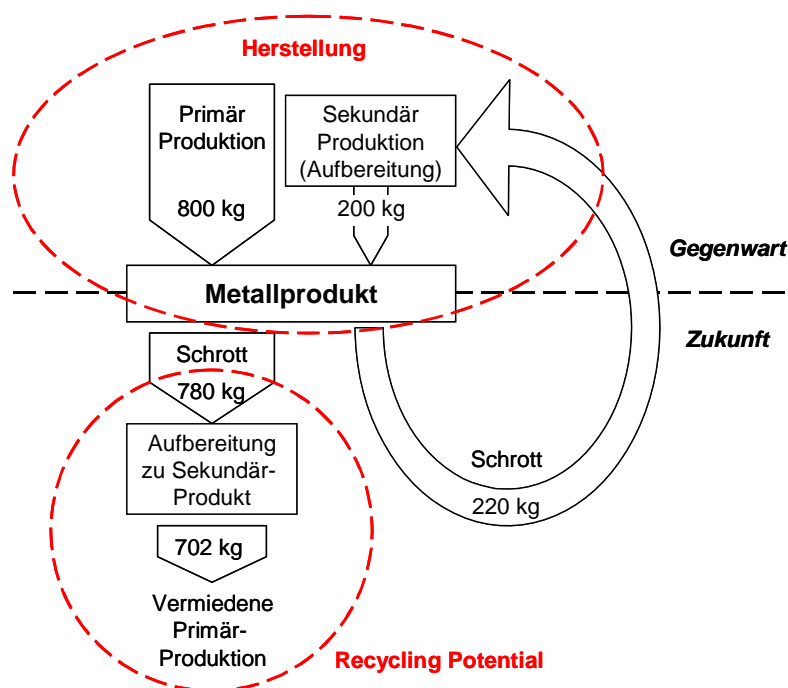 Herstellung
Primär
Produktion
800 kg
Sekundär
Produktion
(Aufbereitung)
200 kg
Gegenwart
Metallprodukt
Zukunft
Schrott
780 kg
Aufbereitung
zu Sekundär-
Produkt
Schrott
220 kg
702 kg
Vermiedene
Primär-
Produktion
Recycling Potential